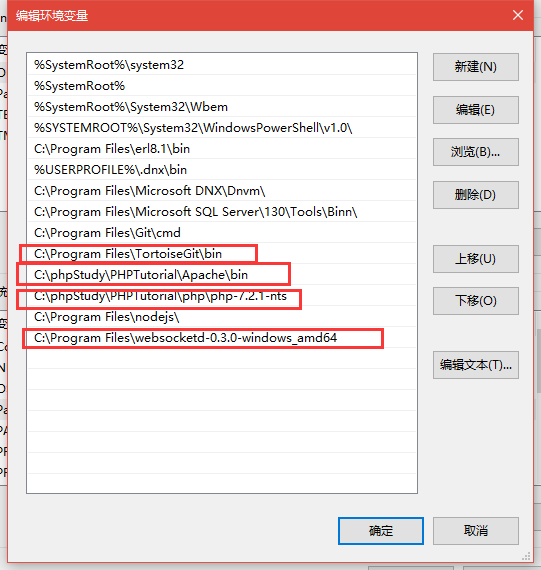 编辑环境变量
%SystemRoot%\system32
%SystemRoot%
%SystemRoot%\System32\Wbem
%SYSTEMROOT%\System32\WindowsPowerShell\v1.0\
C:\Program Files\erl8.1\bin
%USERPROFILE%\.dnx\bin
C:\Program Files\Microsoft DNX\Dnvm\
C:\Program Files\Microsoft SQL Server\130\Tools\Binn\
C:\Program Files\Git\cmd
C:\Program Files\TortoiseGit\bin
C:\phpStudy\PHPTutorial\Apache\bin
C:\phpStudy\PHPTutorial\php\php-7.2.1-nts
C:\Program Files\nodejs\
C:\Program Files\websocketd-0.3.0-windows_amd64
新建(N)
编辑(E)
浏览(B)...
删除(D)
上移(U)
下移(O)
编辑文本(T)...
确定
取消